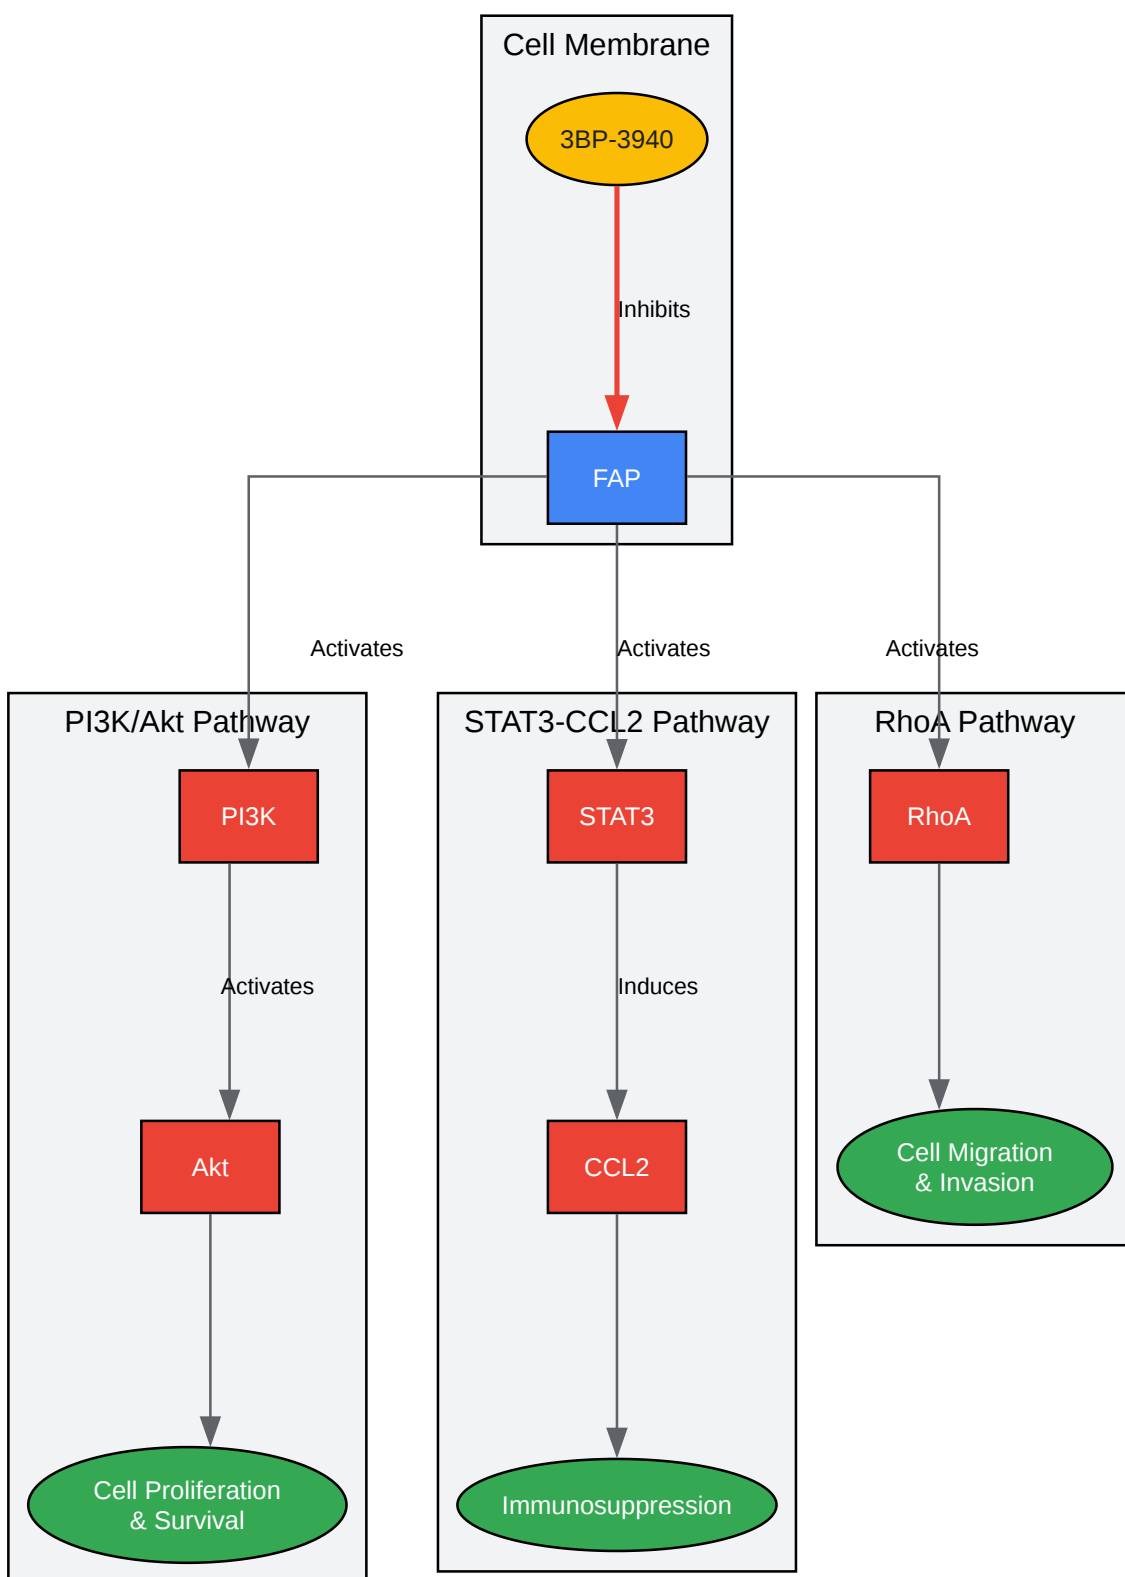 Cell Membrane
3BP-3940
Inhibits
FAP
Activates
Activates
Activates
PI3K/Akt Pathway
STAT3-CCL2 Pathway
RhoA Pathway
PI3K
STAT3
RhoA
Activates
Induces
Akt
CCL2
Cell Migration
& Invasion
Cell Proliferation
& Survival
Immunosuppression